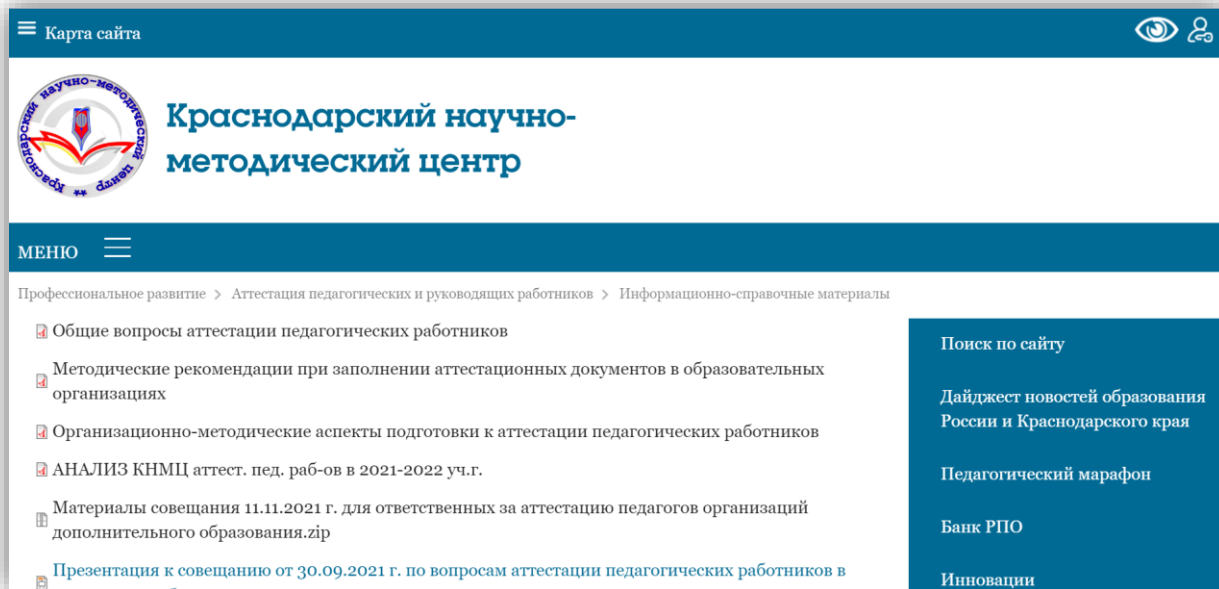 Карта сайта
Краснодарский научно-методический центр
**
Краснодарский научно-
методический центр
МЕНЮ
Профессиональное развитие > Аттестация педагогических и руководящих работников > Информационно-справочные материалы
Общие вопросы аттестации педагогических работников
Методические рекомендации при заполнении аттестационных документов в образовательных
организациях
Организационно-методические аспекты подготовки к аттестации педагогических работников
АНАЛИЗ КНМЦ аттест. пед. раб-ов в 2021-2022 уч.г.
Материалы совещания 11.11.2021 г. для ответственных за аттестацию педагогов организаций
дополнительного образования.zip
Презентация к совещанию от 30.09.2021 г. по вопросам аттестации педагогических работников в
Поиск по сайту
Дайджест новостей образования
России и Краснодарского края
Педагогический марафон
Банк РПО
Инновации